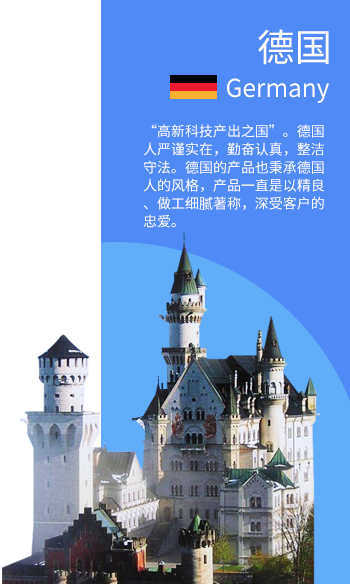 德国
Germany
“高新科技产出之国”。德国
人严谨实在，勤奋认真，整洁
守法。德国的产品也秉承德国
人的风格，产品一直是以精良
、做工细腻著称，深受客户的
忠爱。